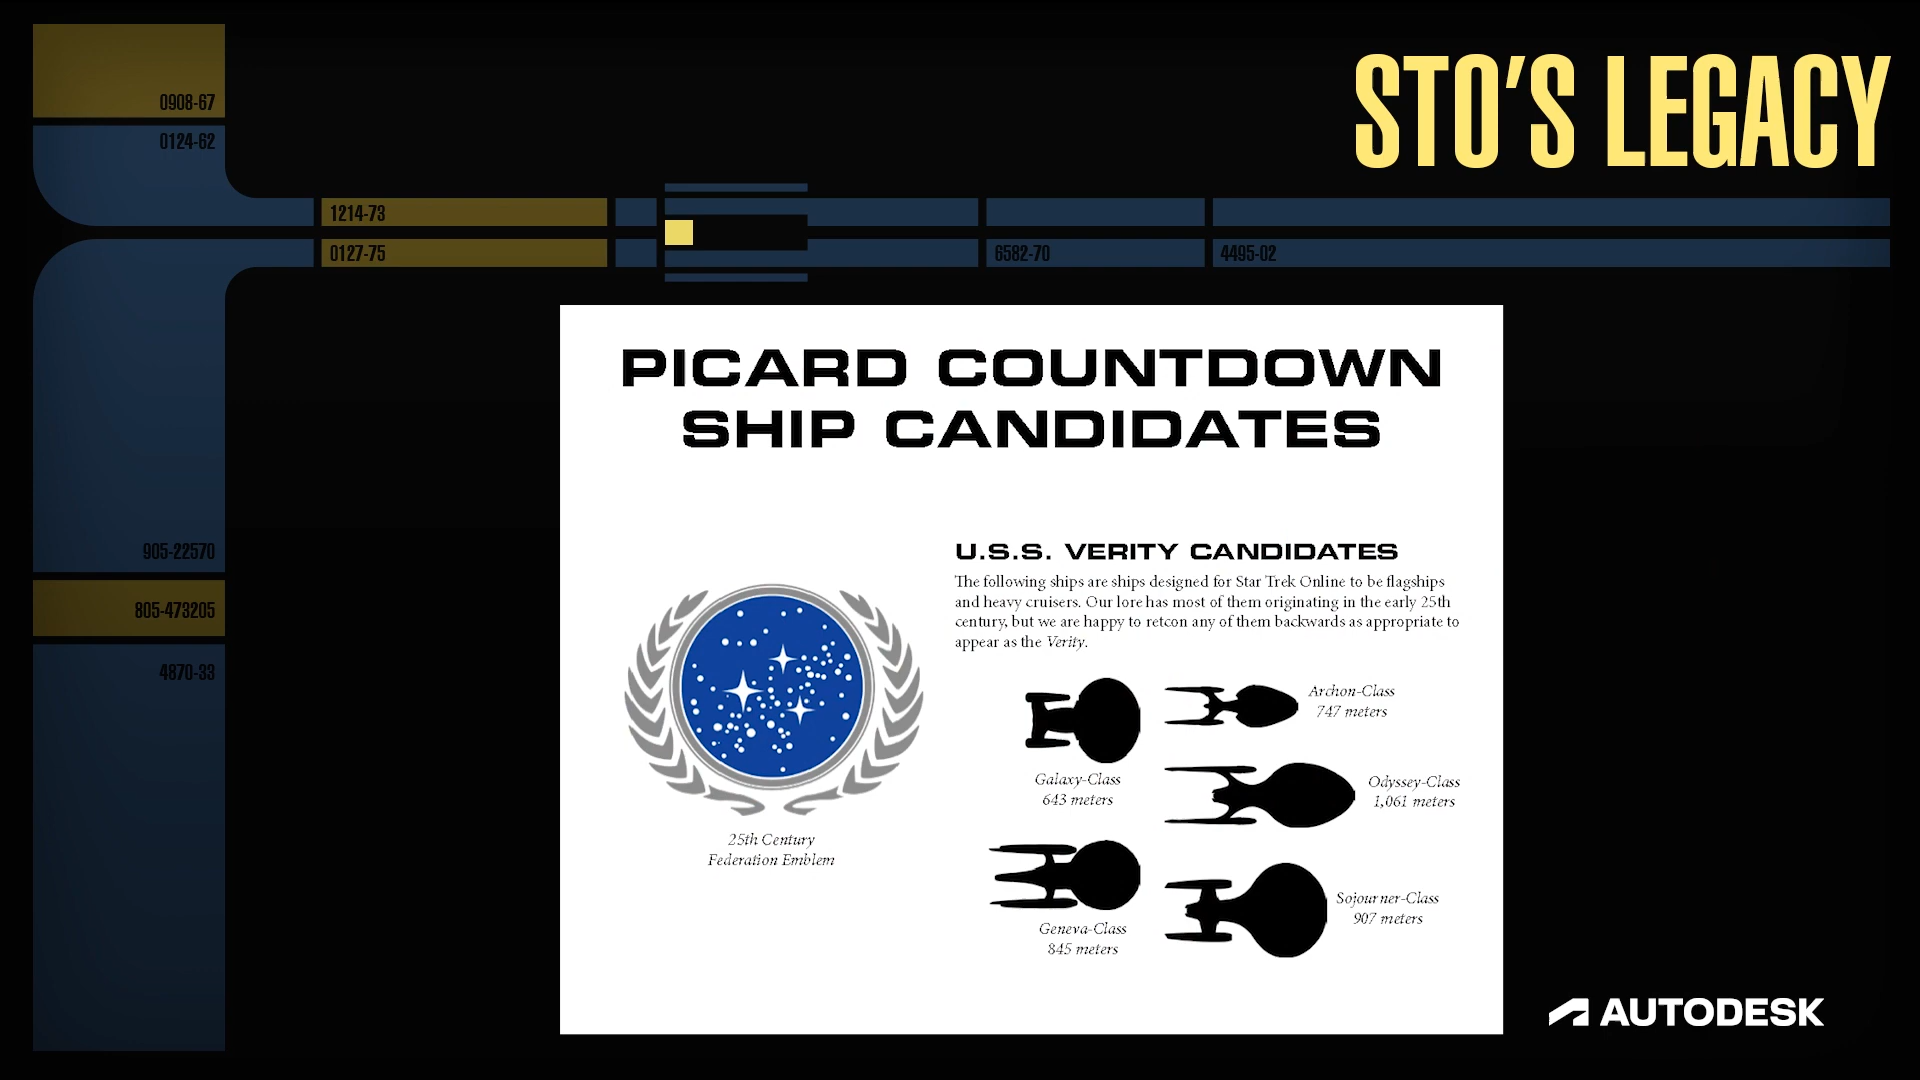 STO'S LEGACY
0908-67
0124-62
1214-73
0127-75
6582-70
4495-02
905-22570
805-473205
4870-33
PICARD COUNTDOWN
SHIP CANDIDATES
U.S.S. VERITY CANDIDATES
The following ships are ships designed for Star Trek Online to be flagships
and heavy cruisers. Our lore has most of them originating in the early 25th
century, but we are happy to retcon any of them backwards as appropriate to
appear as the Verity.
25th Century
Federation Emblem
Galaxy-Class
643 meters
Archon-Class
747 meters
Odyssey-Class
1,061 meters
Geneva-Class
845 meters
Sojourner-Class
907 meters
AUTODESK